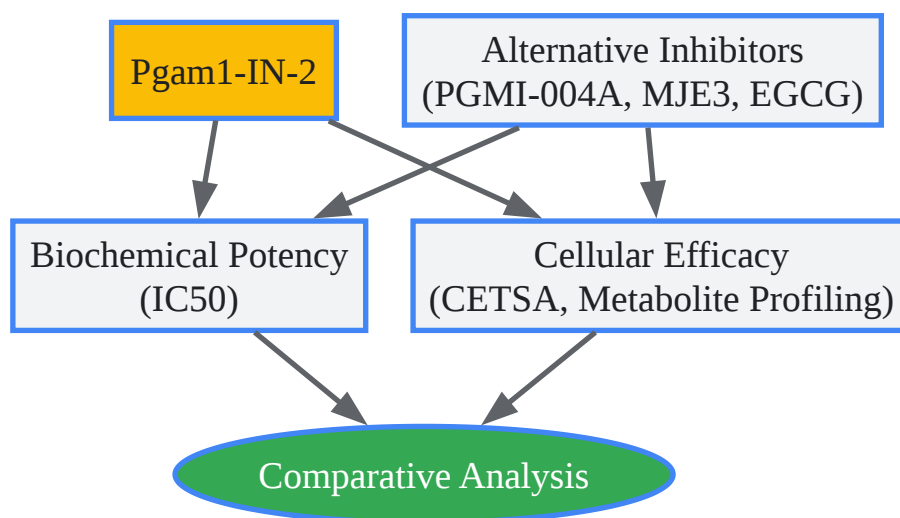 Pgam1-IN-2
Alternative Inhibitors
(PGMI-004A, MJE3, EGCG)
Biochemical Potency
(IC50)
Cellular Efficacy
(CETSA, Metabolite Profiling)
Comparative Analysis